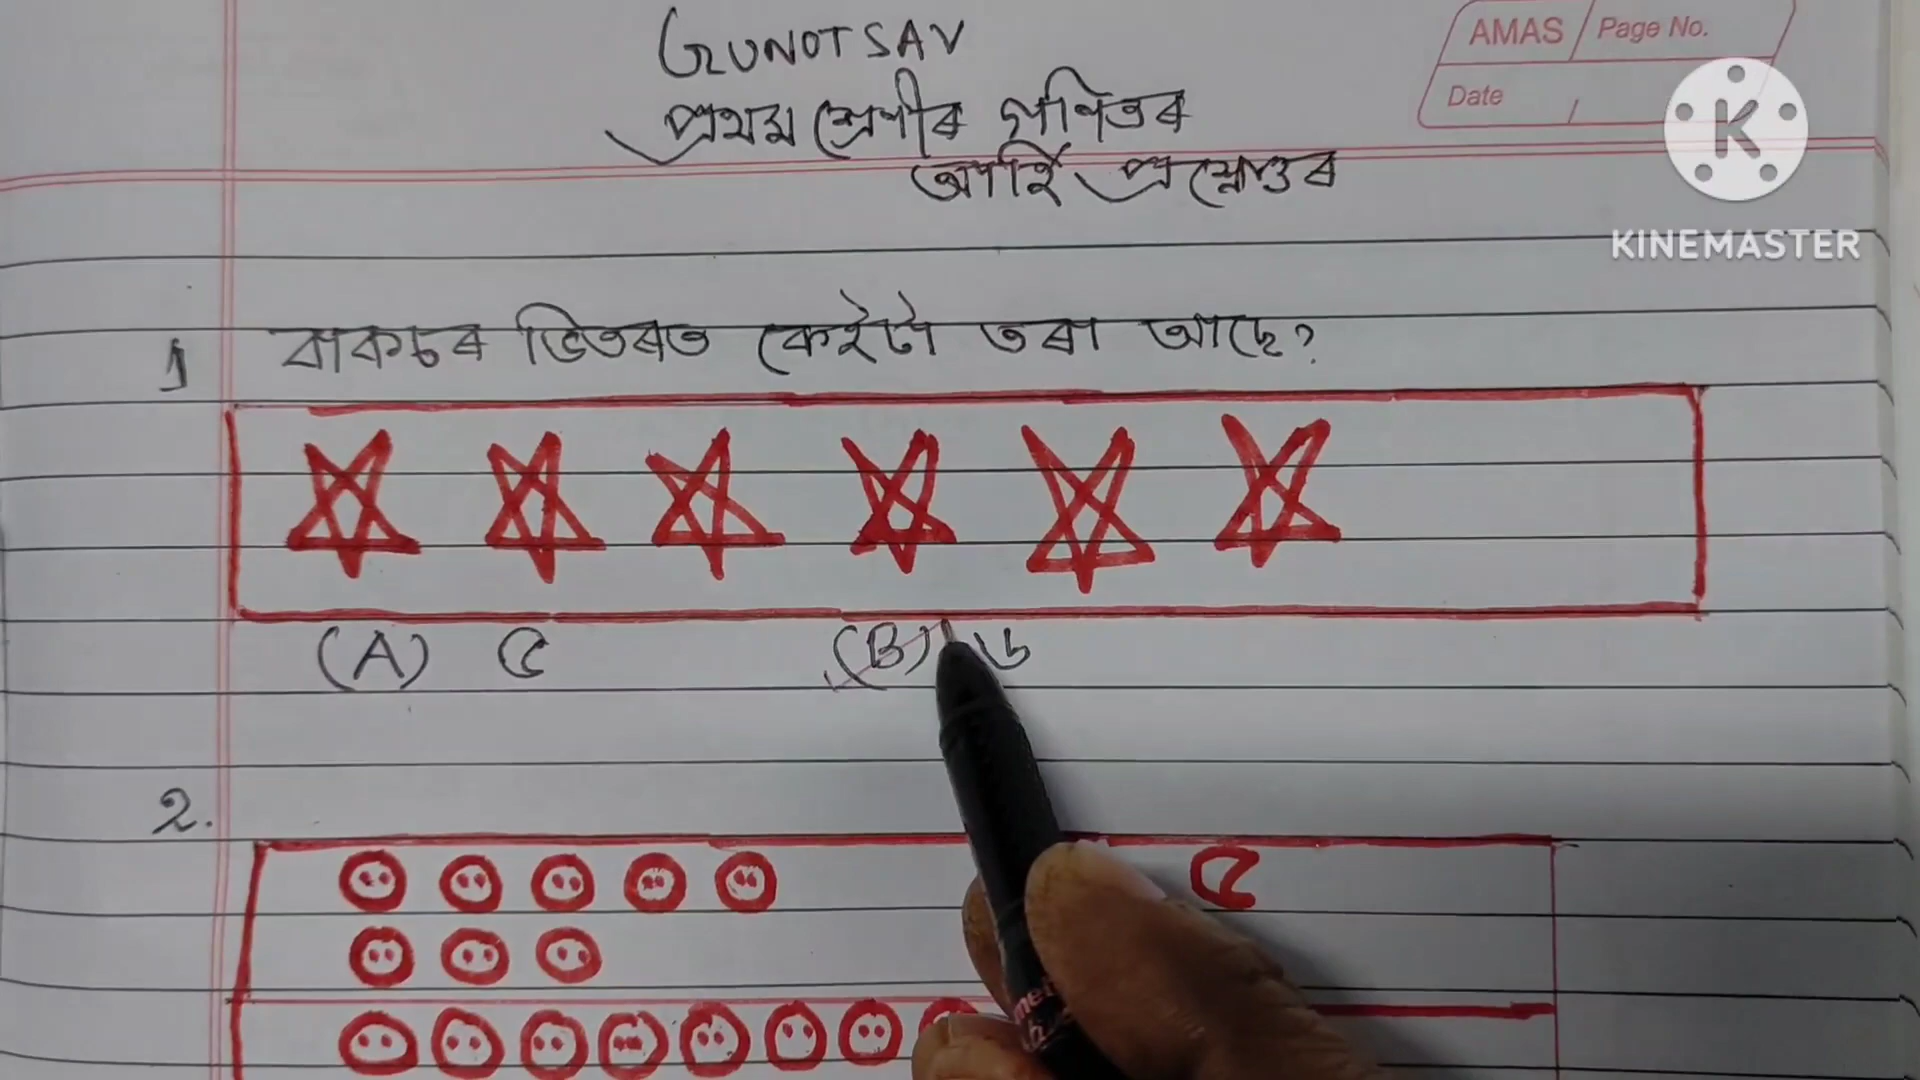 GUNOTSAV
AMAS Page No.
Date
প্ৰথম শ্ৰেণীৰ গণিতৰ
আৰ্হি প্ৰশ্নোত্তৰ
KINEMASTER
1 বাকচৰ ভিতৰত কেইটা তৰা আছে?
(A) ৫ (B) ৬
2.
৫